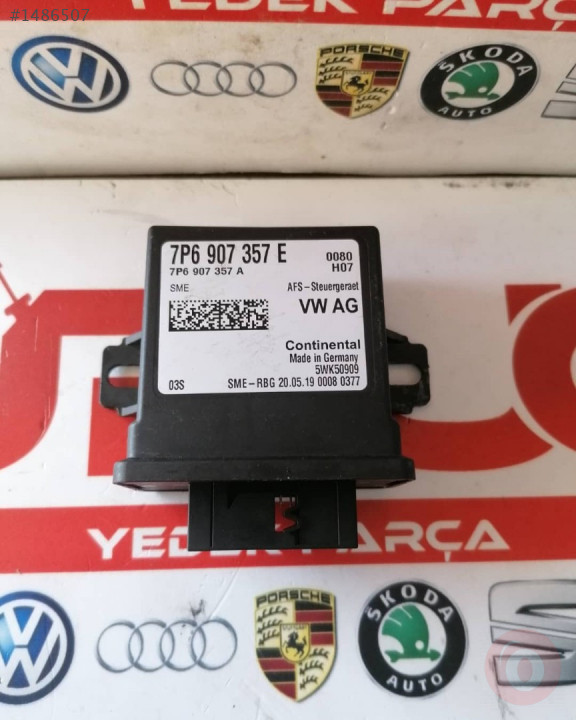 #1486507
YEDEK PARÇA
PORSCHE
SKODA
AUTO
7P6 907 357 E
0080
7P6 907 357 A
H07
SME
AFS-Steuergeraet
VW AG
Continental
Made in Germany
5WK50909
03S
SME-RBG 20.05.19 0008 0377
YEDEK PARÇA
PORSCHE
SKODA
AUTO